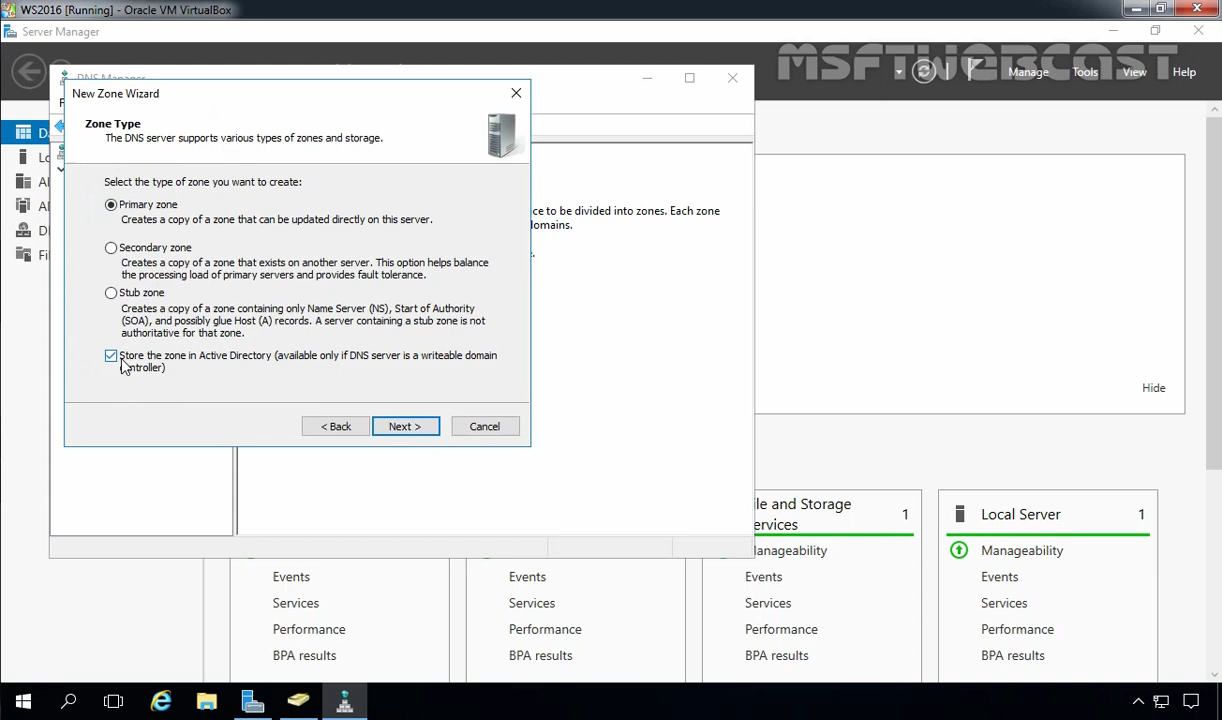 WS2016 [Running] - Oracle VM VirtualBox
Server Manager
MSFTWEBCAST
Manage
Tools
View
Help
DNS Manager
New Zone Wizard
Zone Type
The DNS server supports various types of zones and storage.
Select the type of zone you want to create:
Primary zone
Creates a copy of a zone that can be updated directly on this server.
Secondary zone
Creates a copy of a zone that exists on another server. This option helps balance
the processing load of primary servers and provides fault tolerance.
Stub zone
Creates a copy of a zone containing only Name Server (NS), Start of Authority
(SOA), and possibly glue Host (A) records. A server containing a stub zone is not
authoritative for that zone.
Store the zone in Active Directory (available only if DNS server is a writeable domain
controller)
< Back
Next >
Cancel
ce to be divided into zones. Each zone
domains.
Hide
ile and Storage
ervices
1
Local Server
1
anageability
Manageability
Events
Events
Events
Events
Services
Services
Services
Services
Performance
Performance
Performance
Performance
BPA results
BPA results
BPA results
BPA results